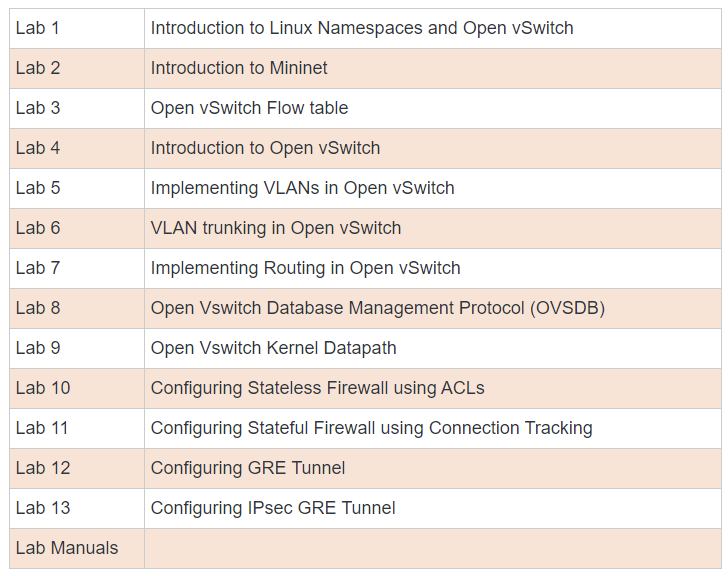 Lab 1 Introduction to Linux Namespaces and Open vSwitch
Lab 2 Introduction to Mininet
Lab 3 Open vSwitch Flow table
Lab 4 Introduction to Open vSwitch
Lab 5 Implementing VLANs in Open vSwitch
Lab 6 VLAN trunking in Open vSwitch
Lab 7 Implementing Routing in Open vSwitch
Lab 8 Open Vswitch Database Management Protocol (OVSDB)
Lab 9 Open Vswitch Kernel Datapath
Lab 10 Configuring Stateless Firewall using ACLs
Lab 11 Configuring Stateful Firewall using Connection Tracking
Lab 12 Configuring GRE Tunnel
Lab 13 Configuring IPsec GRE Tunnel
Lab Manuals